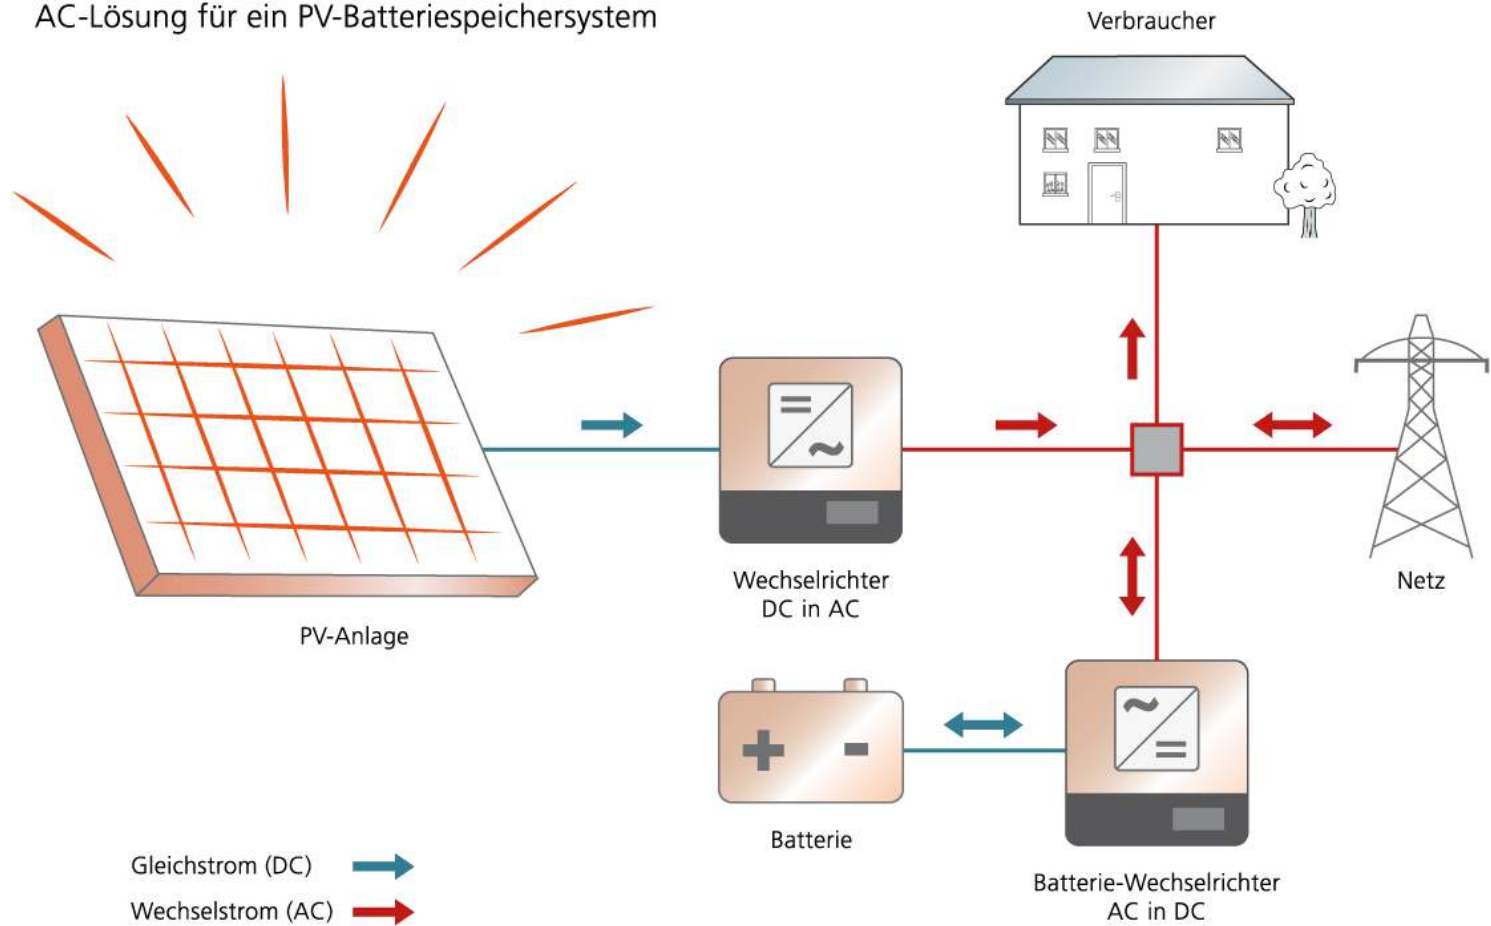 AC-Lösung für ein PV-Batteriespeichersystem
Verbraucher
Wechselrichter
DC in AC
Netz
PV-Anlage
Batterie
Batterie-Wechselrichter
AC in DC
Gleichstrom (DC)
Wechselstrom (AC)